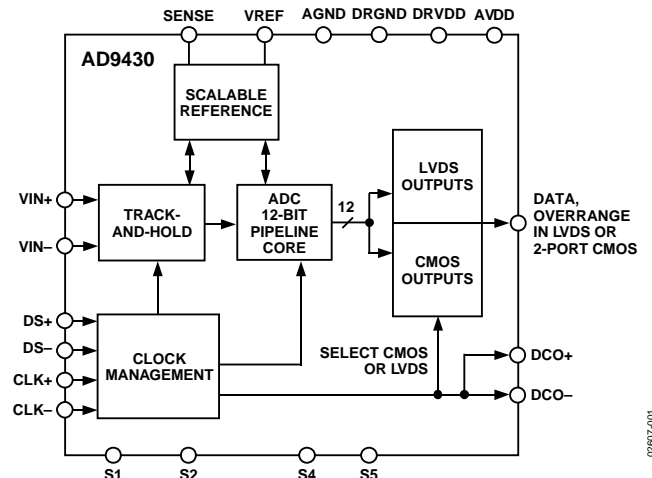 SENSE VREF AGND DRGND DRVDD AVDD
AD9430
SCALABLE
REFERENCE
VIN+
VIN–
TRACK-
AND-HOLD
ADC
12-BIT
PIPELINE
CORE
12
LVDS
OUTPUTS
CMOS
OUTPUTS
DATA,
OVERRANGE
IN LVDS OR
2-PORT CMOS
DS+
DS–
CLK+
CLK–
CLOCK
MANAGEMENT
SELECT CMOS
OR LVDS
DCO+
DCO–
S1 S2 S4 S5
02607-001